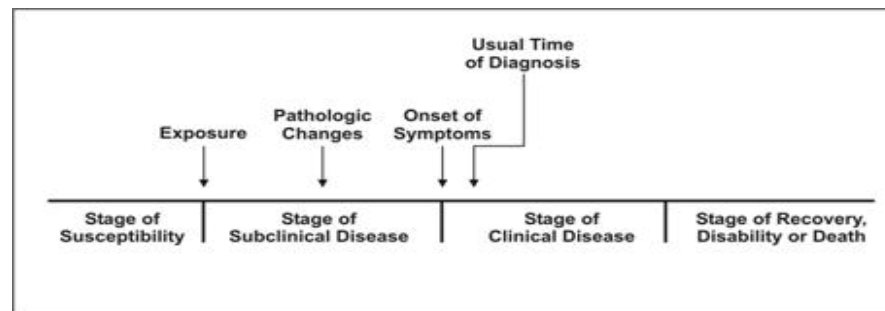 Usual Time
of Diagnosis
Pathologic
Changes
Onset of
Symptoms
Exposure
Stage of
Susceptibility
Stage of
Subclinical Disease
Stage of
Clinical Disease
Stage of Recovery,
Disability or Death